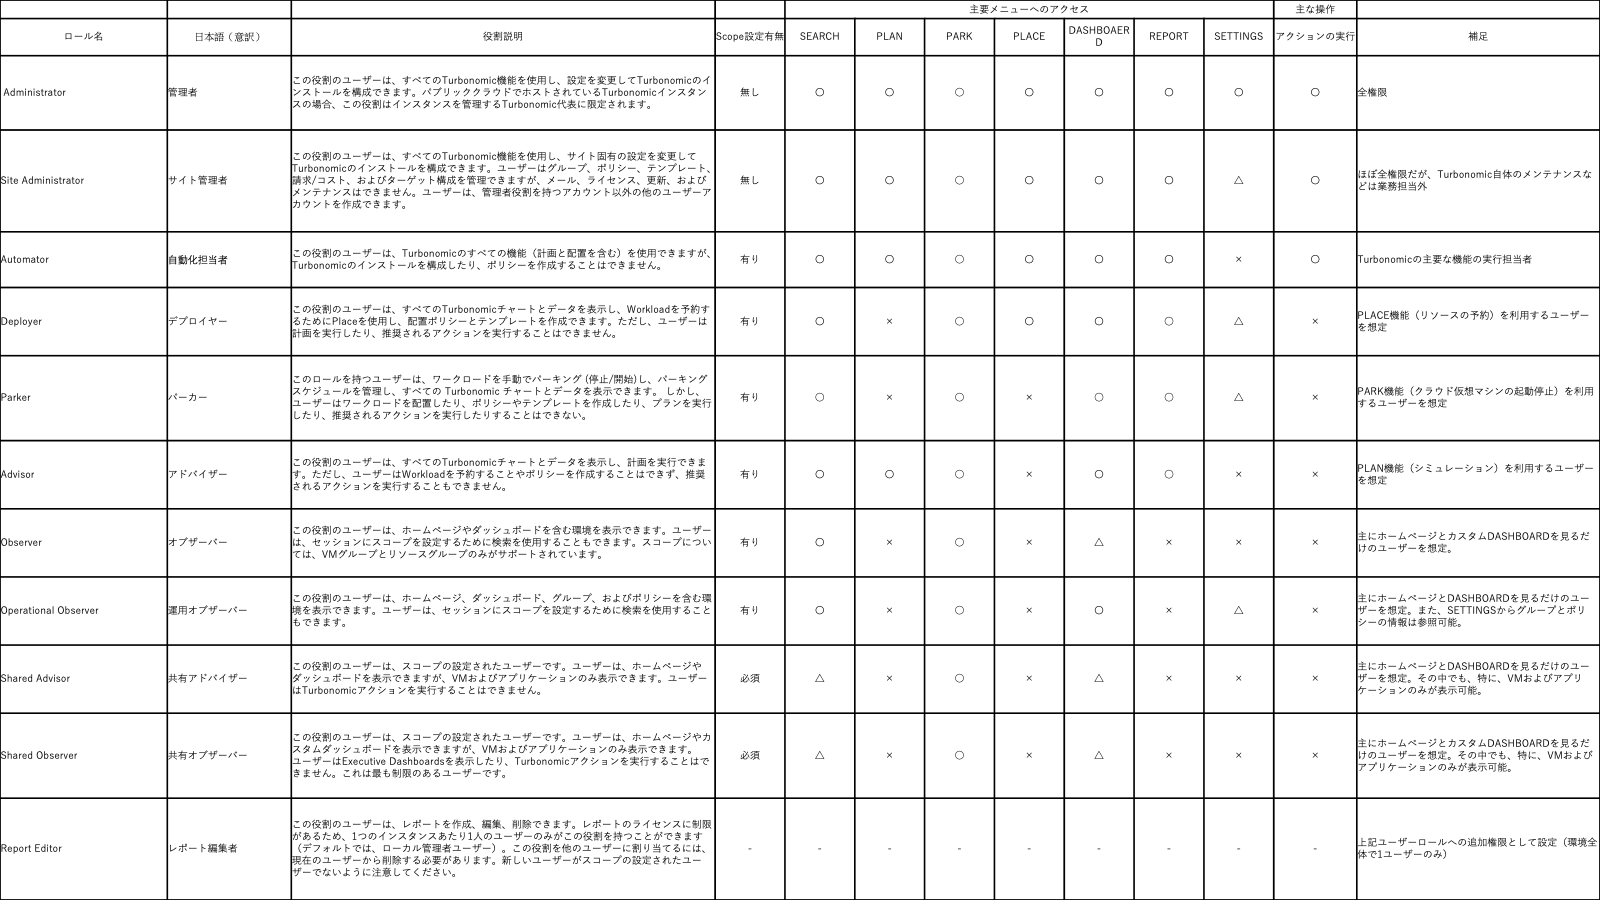 主要メニューへのアクセス 主な操作
ロール名 日本語（意訳） 役割説明 Scope設定有無 SEARCH PLAN PARK PLACE DASHBOAER
D REPORT SETTINGS アクションの実行 補足
Administrator 管理者
この役割のユーザーは、すべてのTurbonomic機能を使用し、設定を変更してTurbonomicのイ
ンストールを構成できます。パブリッククラウドでホストされているTurbonomicインスタン
スの場合、この役割はインスタンスを管理するTurbonomic代表に限定されます。
無し ○ ○ ○ ○ ○ ○ ○ ○ 全権限
Site Administrator サイト管理者
この役割のユーザーは、すべてのTurbonomic機能を使用し、サイト固有の設定を変更して
Turbonomicのインストールを構成できます。ユーザーはグループ、ポリシー、テンプレート、
請求/コスト、およびターゲット構成を管理できますが、メール、ライセンス、更新、および
メンテナンスはできません。ユーザーは、管理者役割を持つアカウント以外の他のユーザーア
カウントを作成できます。
無し ○ ○ ○ ○ ○ ○ △ ○
ほぼ全権限だが、Turbonomic自体のメンテナンスな
どは業務担当外
Automator 自動化担当者
この役割のユーザーは、Turbonomicのすべての機能（計画と配置を含む）を使用できますが、
Turbonomicのインストールを構成したり、ポリシーを作成することはできません。
有り ○ ○ ○ ○ ○ ○ × ○ Turbonomicの主要な機能の実行担当者
Deployer デプロイヤー
この役割のユーザーは、すべてのTurbonomicチャートとデータを表示し、Workloadを予約す
るためにPlaceを使用し、配置ポリシーとテンプレートを作成できます。ただし、ユーザーは
計画を実行したり、推奨されるアクションを実行することはできません。
有り ○ × ○ ○ ○ ○ △ ×
PLACE機能（リソースの予約）を利用するユーザー
を想定
Parker パーカー
このロールを持つユーザーは、ワークロードを手動でパーキング (停止/開始)し、パーキング
スケジュールを管理し、すべての Turbonomic チャートとデータを表示できます。 しかし、
ユーザーはワークロードを配置したり、ポリシーやテンプレートを作成したり、プランを実行
したり、推奨されるアクションを実行したりすることはできない。
有り ○ × ○ × ○ ○ △ ×
PARK機能（クラウド仮想マシンの起動停止）を利用
するユーザーを想定
Advisor アドバイザー
この役割のユーザーは、すべてのTurbonomicチャートとデータを表示し、計画を実行できま
す。ただし、ユーザーはWorkloadを予約することやポリシーを作成することはできず、推奨
されるアクションを実行することもできません。
有り ○ ○ ○ × ○ ○ × ×
PLAN機能（シミュレーション）を利用するユーザー
を想定
Observer オブザーバー
この役割のユーザーは、ホームページやダッシュボードを含む環境を表示できます。ユーザー
は、セッションにスコープを設定するために検索を使用することもできます。スコープについ
ては、VMグループとリソースグループのみがサポートされています。
有り ○ × ○ × △ × × ×
主にホームページとカスタムDASHBOARDを見るだ
けのユーザーを想定。
Operational Observer 運用オブザーバー
この役割のユーザーは、ホームページ、ダッシュボード、グループ、およびポリシーを含む環
境を表示できます。ユーザーは、セッションにスコープを設定するために検索を使用すること
もできます。
有り ○ × ○ × ○ × △ ×
主にホームページとDASHBOARDを見るだけのユー
ザーを想定。また、SETTINGSからグループとポリ
シーの情報は参照可能。
Shared Advisor 共有アドバイザー
この役割のユーザーは、スコープの設定されたユーザーです。ユーザーは、ホームページや
ダッシュボードを表示できますが、VMおよびアプリケーションのみ表示できます。ユーザー
はTurbonomicアクションを実行することはできません。
必須 △ × ○ × △ × × ×
主にホームページとDASHBOARDを見るだけのユー
ザーを想定。その中でも、特に、VMおよびアプリ
ケーションのみが表示可能。
Shared Observer 共有オブザーバー
この役割のユーザーは、スコープの設定されたユーザーです。ユーザーは、ホームページやカ
スタムダッシュボードを表示できますが、VMおよびアプリケーションのみ表示できます。
ユーザーはExecutive Dashboardsを表示したり、Turbonomicアクションを実行することはで
きません。これは最も制限のあるユーザーです。
必須 △ × ○ × △ × × ×
主にホームページとカスタムDASHBOARDを見るだ
けのユーザーを想定。その中でも、特に、VMおよび
アプリケーションのみが表示可能。
Report Editor レポート編集者
この役割のユーザーは、レポートを作成、編集、削除できます。レポートのライセンスに制限
があるため、1つのインスタンスあたり1人のユーザーのみがこの役割を持つことができます
（デフォルトでは、ローカル管理者ユーザー）。この役割を他のユーザーに割り当てるには、
現在のユーザーから削除する必要があります。新しいユーザーがスコープの設定されたユー
ザーでないように注意してください。
- - - - - - - - -
上記ユーザーロールへの追加権限として設定（環境全
体で1ユーザーのみ）